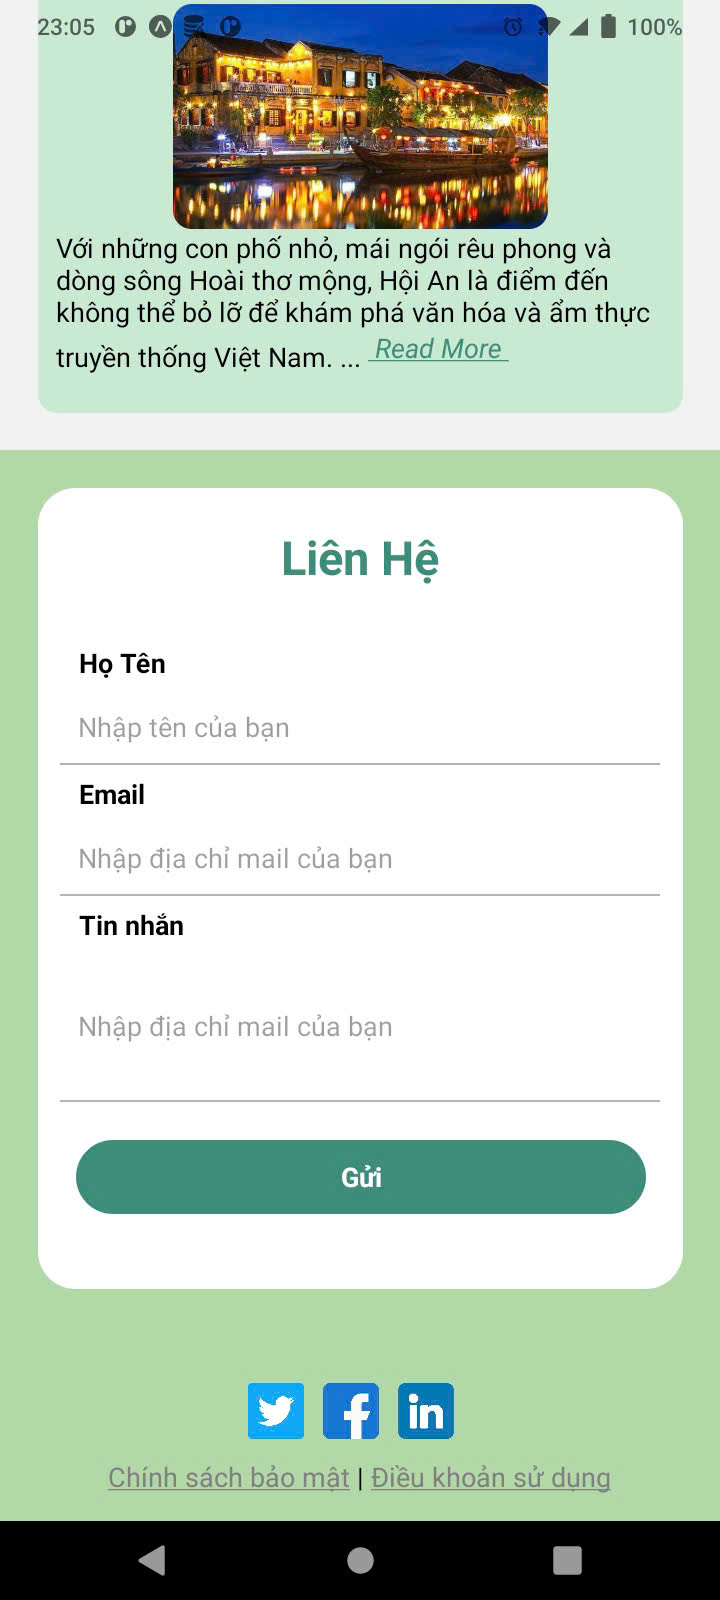 23:05 100%
Với những con phố nhỏ, mái ngói rêu phong và
dòng sông Hoài thơ mộng, Hội An là điểm đến
không thể bỏ lỡ để khám phá văn hóa và ẩm thực
truyền thống Việt Nam. ... Read More
Liên Hệ
Họ Tên
Nhập tên của bạn
Email
Nhập địa chỉ mail của bạn
Tin nhắn
Nhập địa chỉ mail của bạn
Gửi
Chính sách bảo mật | Điều khoản sử dụng